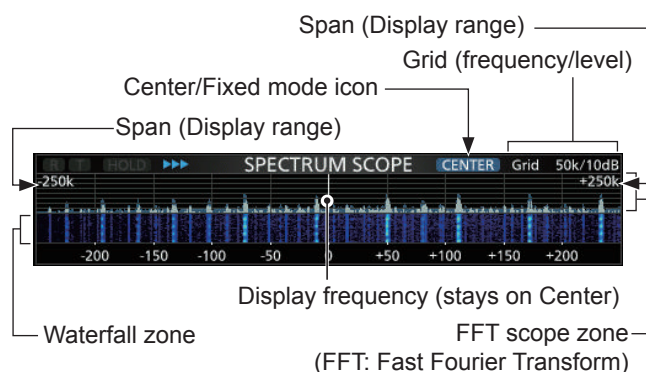 Span (Display range)
Grid (frequency/level)
Center/Fixed mode icon
Span (Display range)
R T HOLD SPECTRUM SCOPE CENTER Grid 50k/10dB
-250k +250k
-200 -150 -100 -50 0 +50 +100 +150 +200
Display frequency (stays on Center)
Waterfall zone
FFT scope zone
(FFT: Fast Fourier Transform)